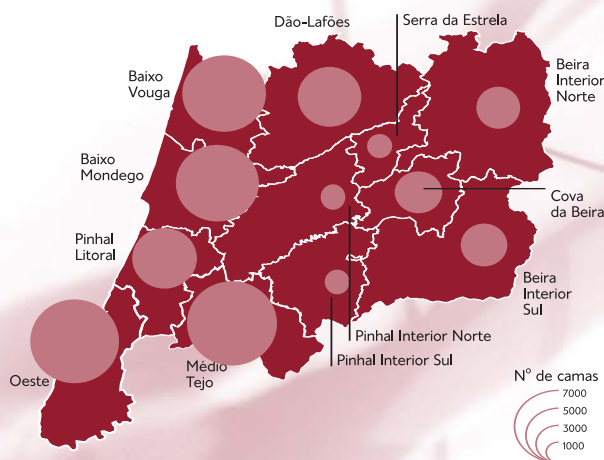 Dão-Lafões
Serra da Estrela
Baixo
Vouga
Beira
Interior
Norte
Baixo
Mondego
Cova
da Beira
Pinhal
Litoral
Beira
Interior
Sul
Pinhal Interior Norte
Pinhal Interior Sul
Médio
Tejo
Oeste
Nº de camas
7000
5000
3000
1000